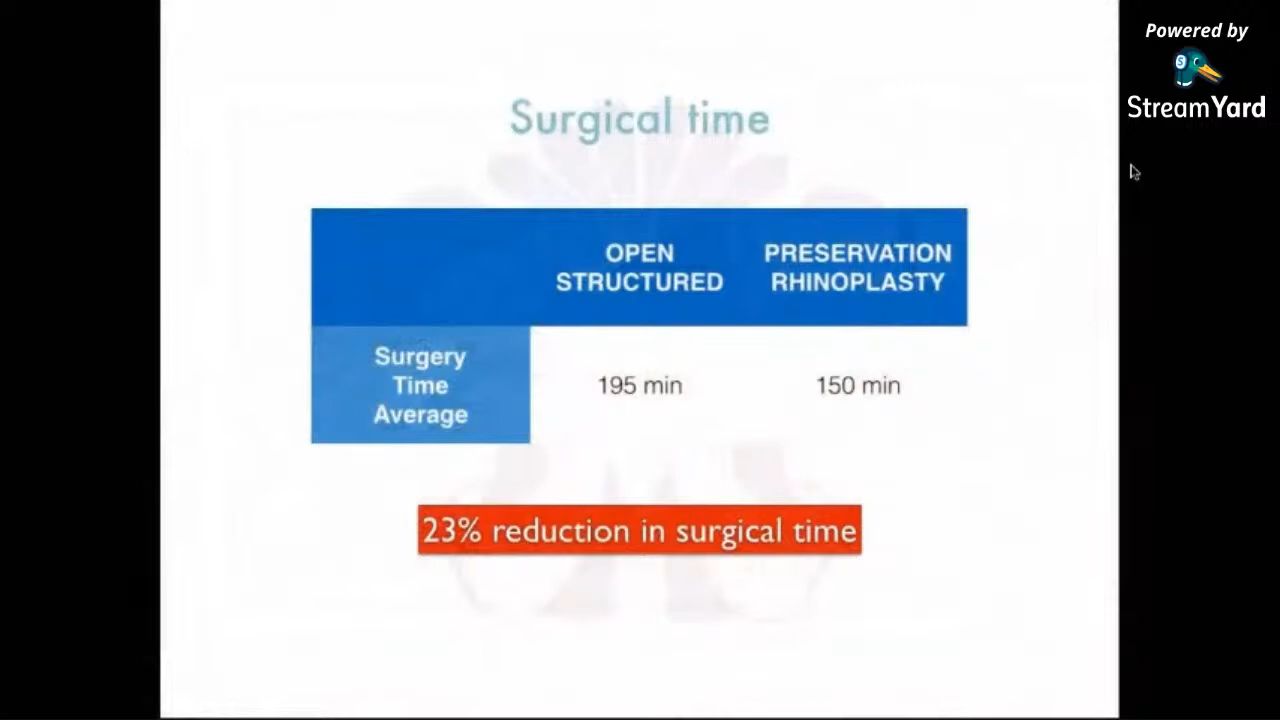 Powered by
StreamYard
Surgical time
OPEN
STRUCTURED
PRESERVATION
RHINOPLASTY
Surgery
Time
Average
195 min
150 min
23% reduction in surgical time